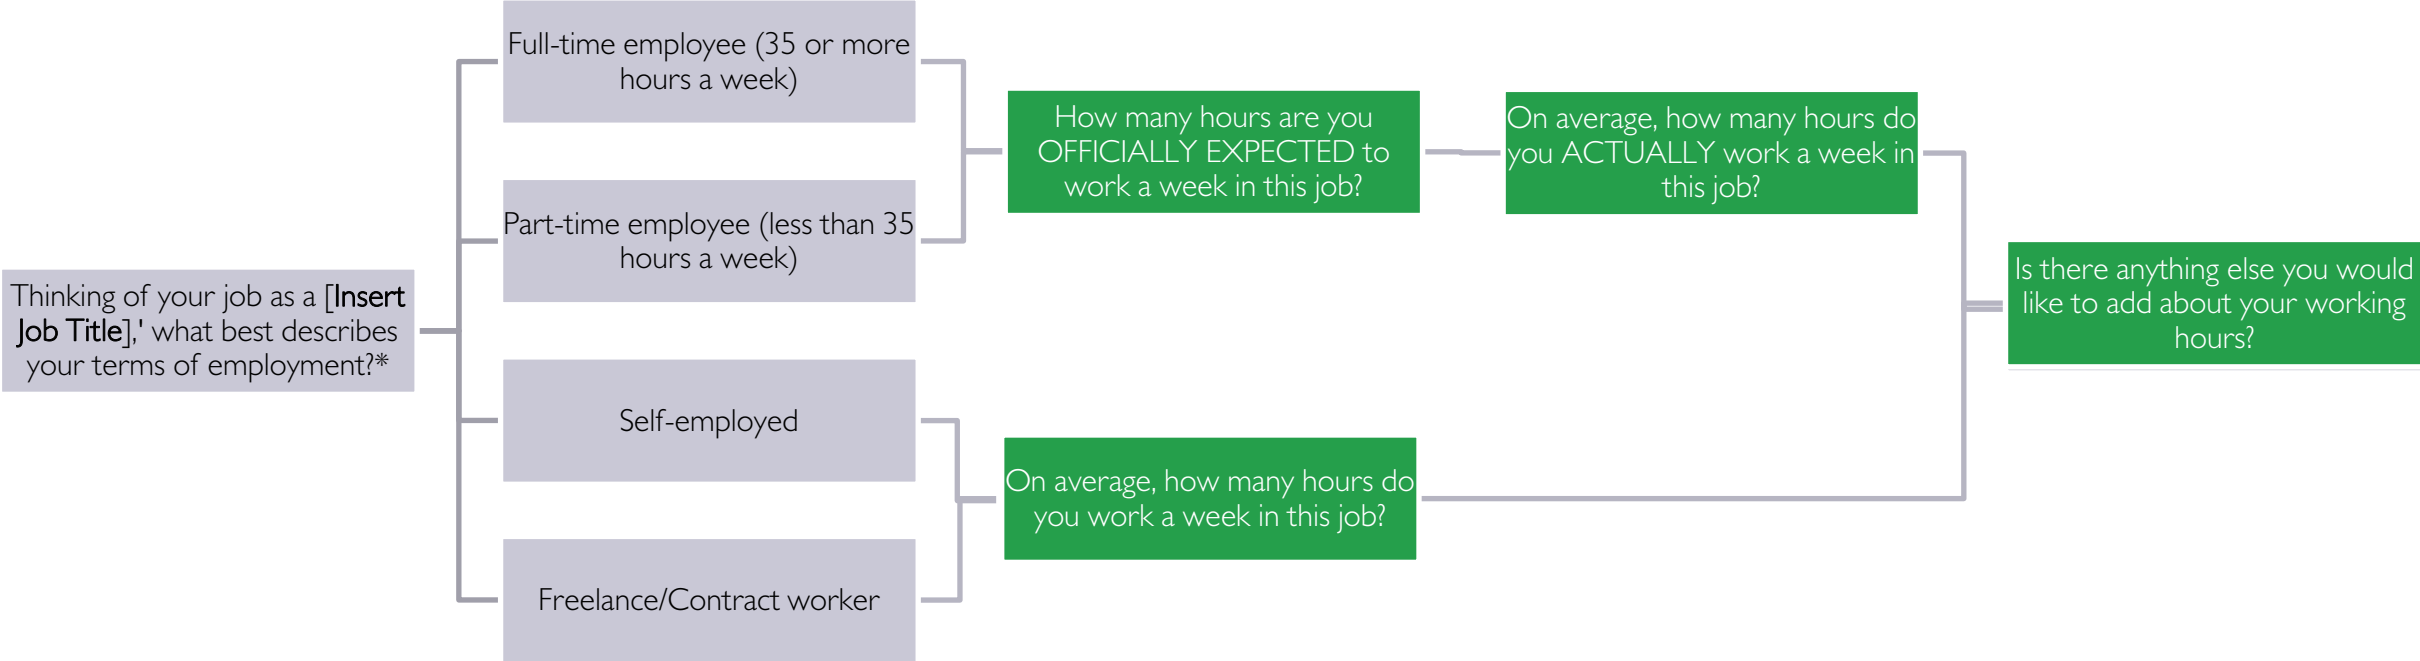 Thinking of your job as a [Insert
Job Title],' what best describes
your terms of employment?*
Full-time employee (35 or more
hours a week)
Part-time employee (less than 35
hours a week)
Self-employed
Freelance/Contract worker
How many hours are you
OFFICIALLY EXPECTED to
work a week in this job?
On average, how many hours do
you ACTUALLY work a week in
this job?
On average, how many hours do
you work a week in this job?
Is there anything else you would
like to add about your working
hours?